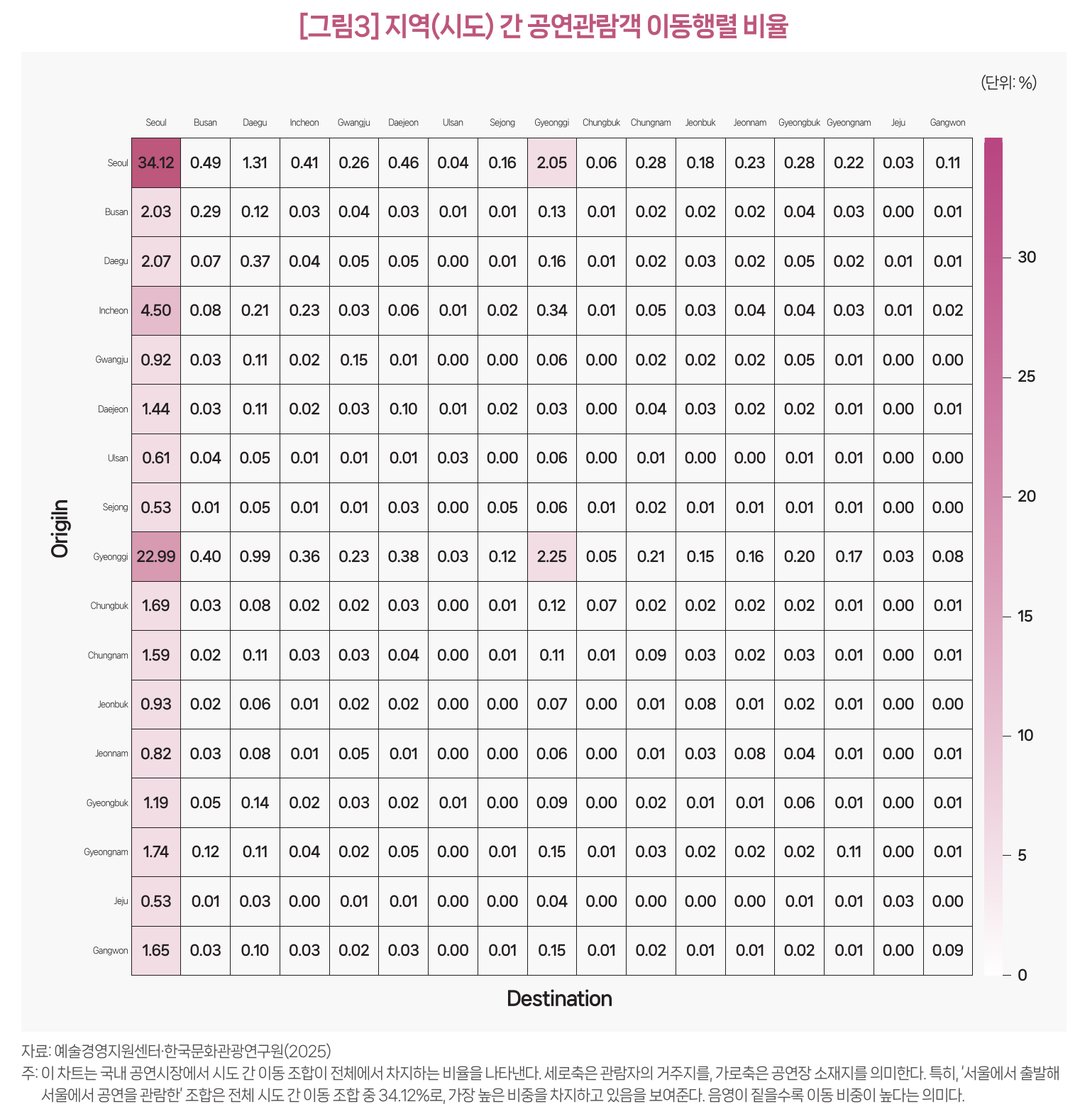 [그림3] 지역(시도) 간 공연관람객 이동행렬 비율
(단위: %)
Seoul Busan Daegu Incheon Gwangju Daejeon Ulsan Sejong Gyeonggi Chungbuk Chungnam Jeonbuk Jeonnam Gyeongbuk Gyeongnam Jeju Gangwon
Seoul 34.12 0.49 1.31 0.41 0.26 0.46 0.04 0.16 2.05 0.06 0.28 0.18 0.23 0.28 0.22 0.03 0.11
Busan 2.03 0.29 0.12 0.03 0.04 0.03 0.01 0.01 0.13 0.01 0.02 0.02 0.02 0.04 0.03 0.00 0.01
Daegu 2.07 0.07 0.37 0.04 0.05 0.05 0.00 0.01 0.16 0.01 0.02 0.03 0.02 0.05 0.02 0.01 0.01
Incheon 4.50 0.08 0.21 0.23 0.03 0.06 0.01 0.02 0.34 0.01 0.05 0.03 0.04 0.04 0.03 0.01 0.02
Gwangju 0.92 0.03 0.11 0.02 0.15 0.01 0.00 0.00 0.06 0.00 0.02 0.02 0.02 0.05 0.01 0.00 0.00
Daejeon 1.44 0.03 0.11 0.02 0.03 0.10 0.01 0.02 0.03 0.00 0.04 0.03 0.02 0.02 0.01 0.00 0.01
Ulsan 0.61 0.04 0.05 0.01 0.01 0.01 0.03 0.00 0.06 0.00 0.01 0.00 0.00 0.01 0.01 0.00 0.00
Sejong 0.53 0.01 0.05 0.01 0.01 0.03 0.00 0.05 0.06 0.01 0.02 0.01 0.01 0.01 0.01 0.00 0.00
Gyeonggi 22.99 0.40 0.99 0.36 0.23 0.38 0.03 0.12 2.25 0.05 0.21 0.15 0.16 0.20 0.17 0.03 0.08
Chungbuk 1.69 0.03 0.08 0.02 0.02 0.03 0.00 0.01 0.12 0.07 0.02 0.02 0.02 0.02 0.01 0.00 0.01
Chungnam 1.59 0.02 0.11 0.03 0.03 0.04 0.00 0.01 0.11 0.01 0.09 0.03 0.02 0.03 0.01 0.00 0.01
Jeonbuk 0.93 0.02 0.06 0.01 0.02 0.02 0.00 0.00 0.07 0.00 0.01 0.08 0.01 0.02 0.01 0.00 0.00
Jeonnam 0.82 0.03 0.08 0.01 0.05 0.01 0.00 0.00 0.06 0.00 0.01 0.03 0.08 0.04 0.01 0.00 0.01
Gyeongbuk 1.19 0.05 0.14 0.02 0.03 0.02 0.01 0.00 0.09 0.00 0.02 0.01 0.01 0.06 0.01 0.00 0.01
Gyeongnam 1.74 0.12 0.11 0.04 0.02 0.05 0.00 0.01 0.15 0.01 0.03 0.02 0.02 0.02 0.11 0.00 0.01
Jeju 0.53 0.01 0.03 0.00 0.01 0.01 0.00 0.00 0.04 0.00 0.00 0.00 0.00 0.01 0.01 0.03 0.00
Gangwon 1.65 0.03 0.10 0.03 0.02 0.03 0.00 0.01 0.15 0.01 0.02 0.01 0.01 0.02 0.01 0.00 0.09
OrigiIn
Destination
30
25
20
15
10
5
0
자료: 예술경영지원센터·한국문화관광연구원(2025)
주: 이 차트는 국내 공연시장에서 시도 간 이동 조합이 전체에서 차지하는 비율을 나타낸다. 세로축은 관람자의 거주지를, 가로축은 공연장 소재지를 의미한다. 특히, ‘서울에서 출발해
서울에서 공연을 관람한’ 조합은 전체 시도 간 이동 조합 중 34.12%로, 가장 높은 비중을 차지하고 있음을 보여준다. 음영이 짙을수록 이동 비중이 높다는 의미다.